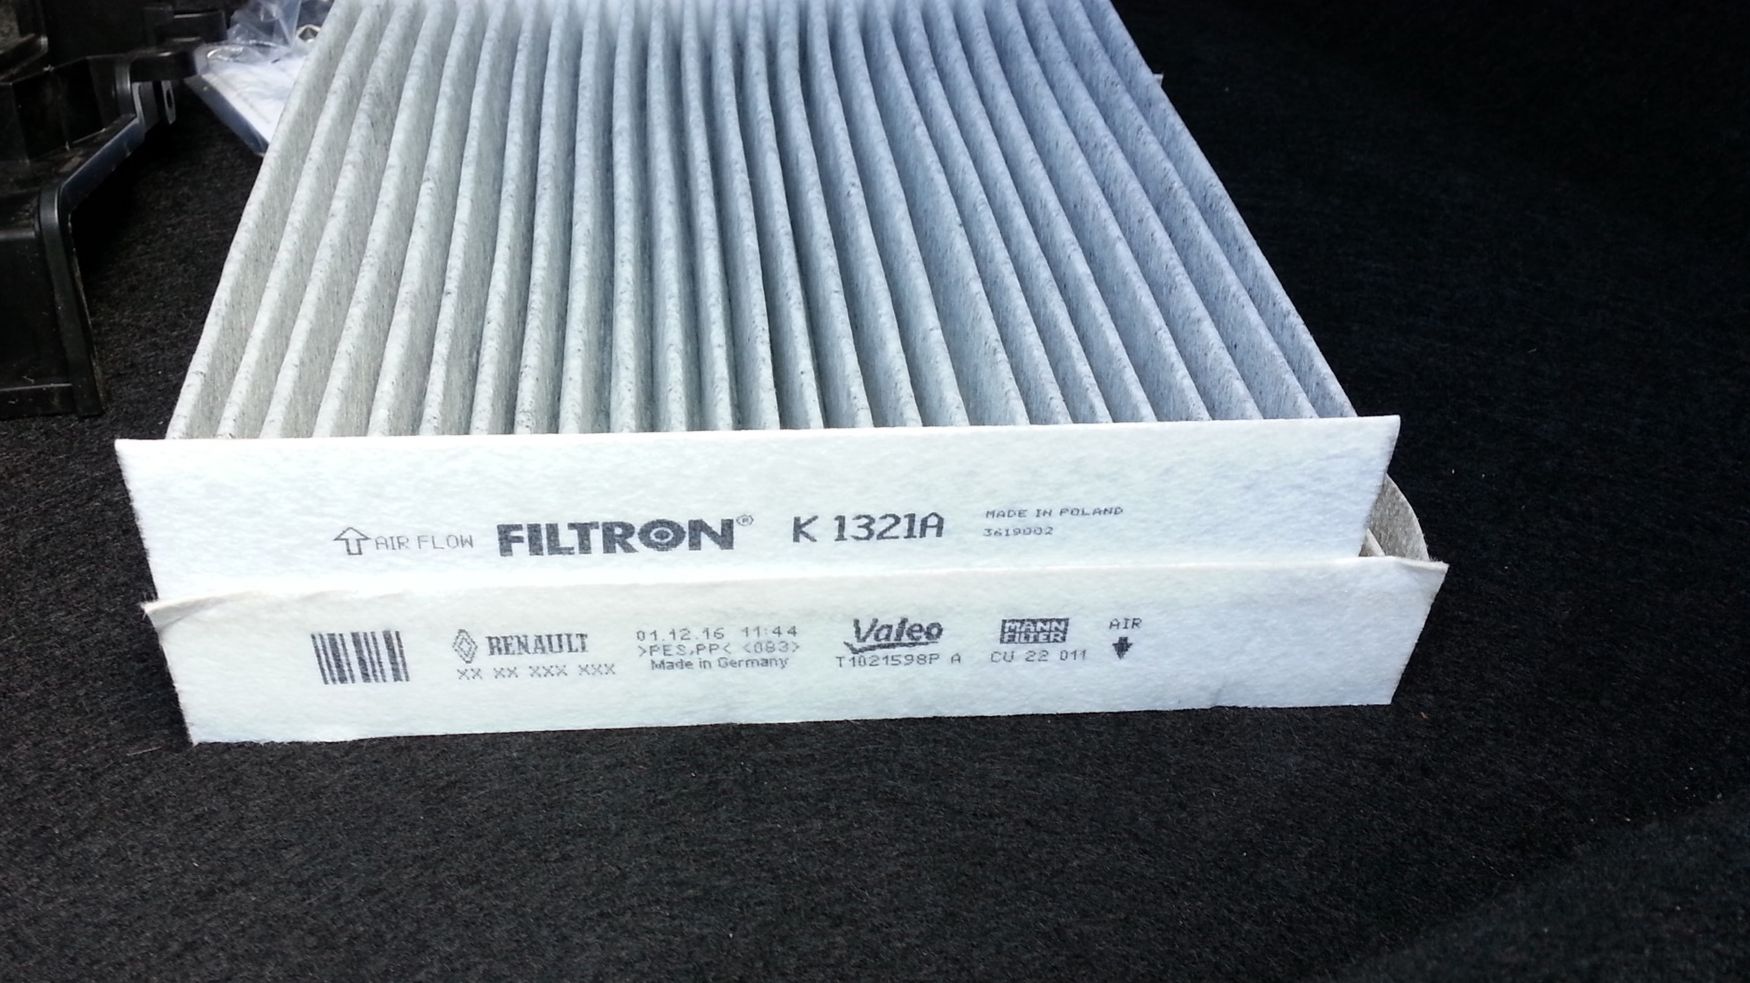 AIR FLOW FILTRON® K 1321A MADE IN POLAND
3619002
RENAULT
XX XX XXX XXX
01.12.16 11:44
>PES,PP< <083>
Made in Germany
Valeo
T1021598P A
MANN
FILTER
CU 22 011
AIR